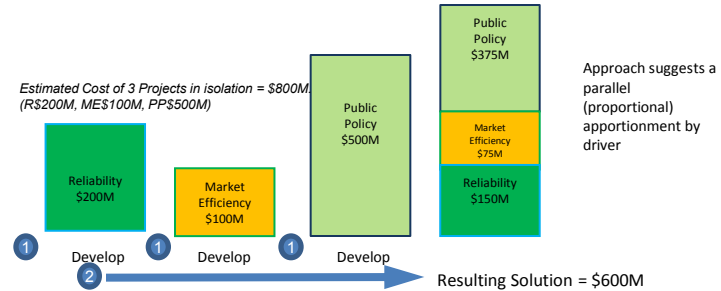 Public
Policy
$375M
Estimated Cost of 3 Projects in isolation = $800M.
(R$200M, ME$100M, PP$500M)
Approach suggests a
parallel
(proportional)
apportionment by
driver
Public
Policy
$500M
Market
Efficiency
$75M
Reliability
$200M
Market
Efficiency
$100M
Reliability
$150M
1
Develop
1
Develop
1
Develop
2
Resulting Solution = $600M